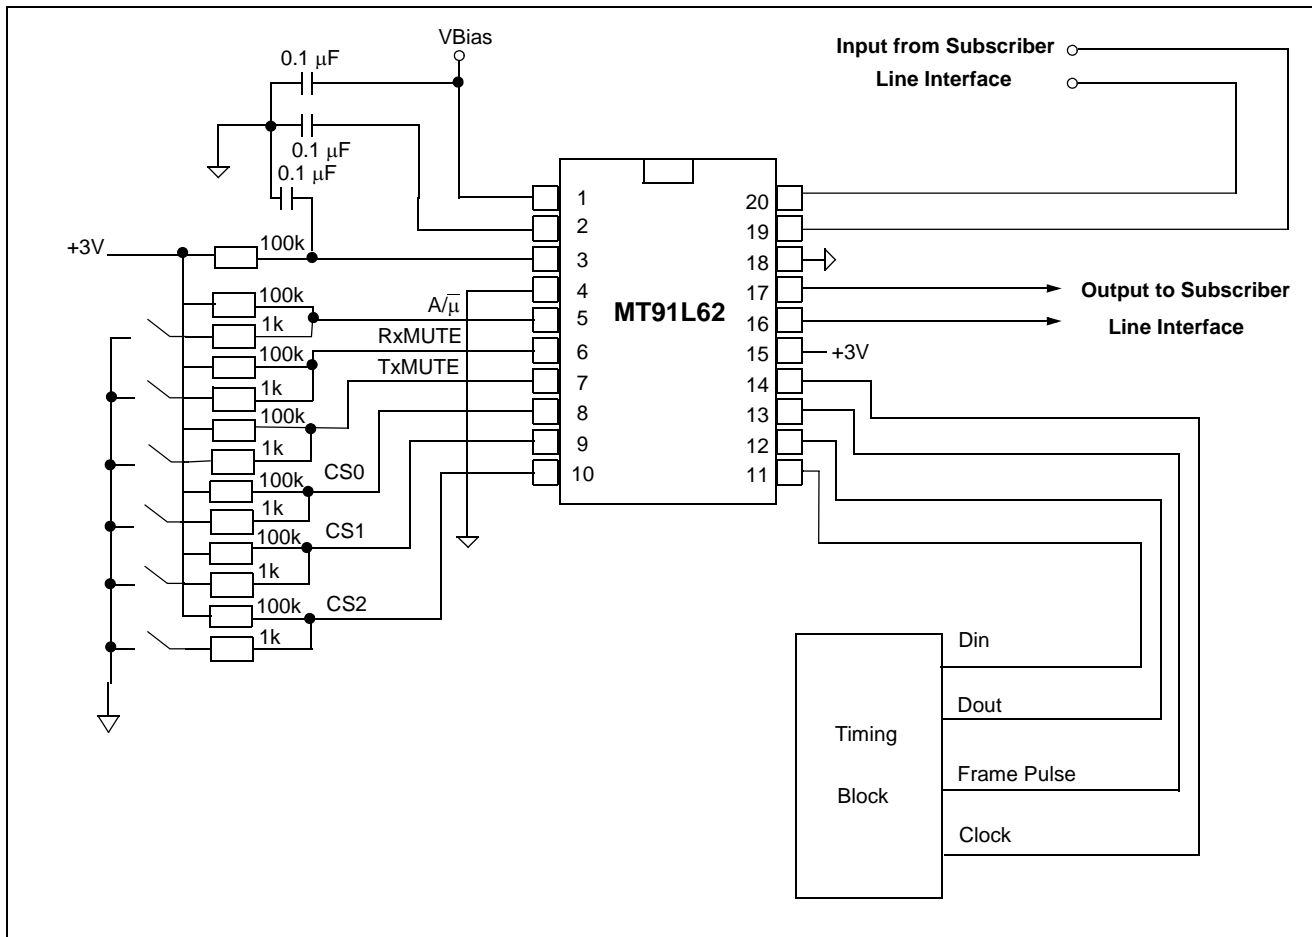 VBias
0.1 μF
0.1 μF
0.1 μF
+3V
100k
100k
1k
100k
1k
100k
1k
100k
1k
100k
1k
100k
1k
A/μ̅
RxMUTE
TxMUTE
CS0
CS1
CS2
1
2
3
4
5
6
7
8
9
10
MT91L62
20
19
18
17
16
15
14
13
12
11
+3V
Input from Subscriber
Line Interface
Output to Subscriber
Line Interface
Timing
Block
Din
Dout
Frame Pulse
Clock